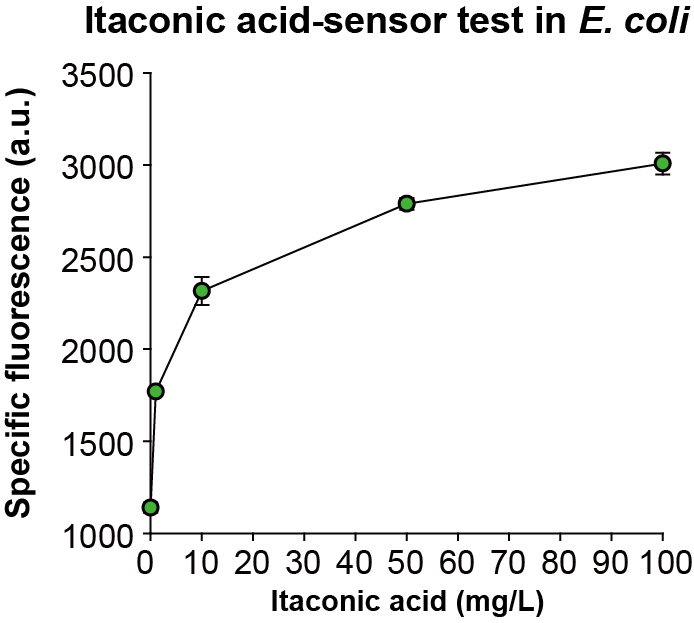 Itaconic acid-sensor test in E. coli
Specific fluorescence (a.u.)
3500
3000
2500
2000
1500
1000
0 10 20 30 40 50 60 70 80 90 100
Itaconic acid (mg/L)